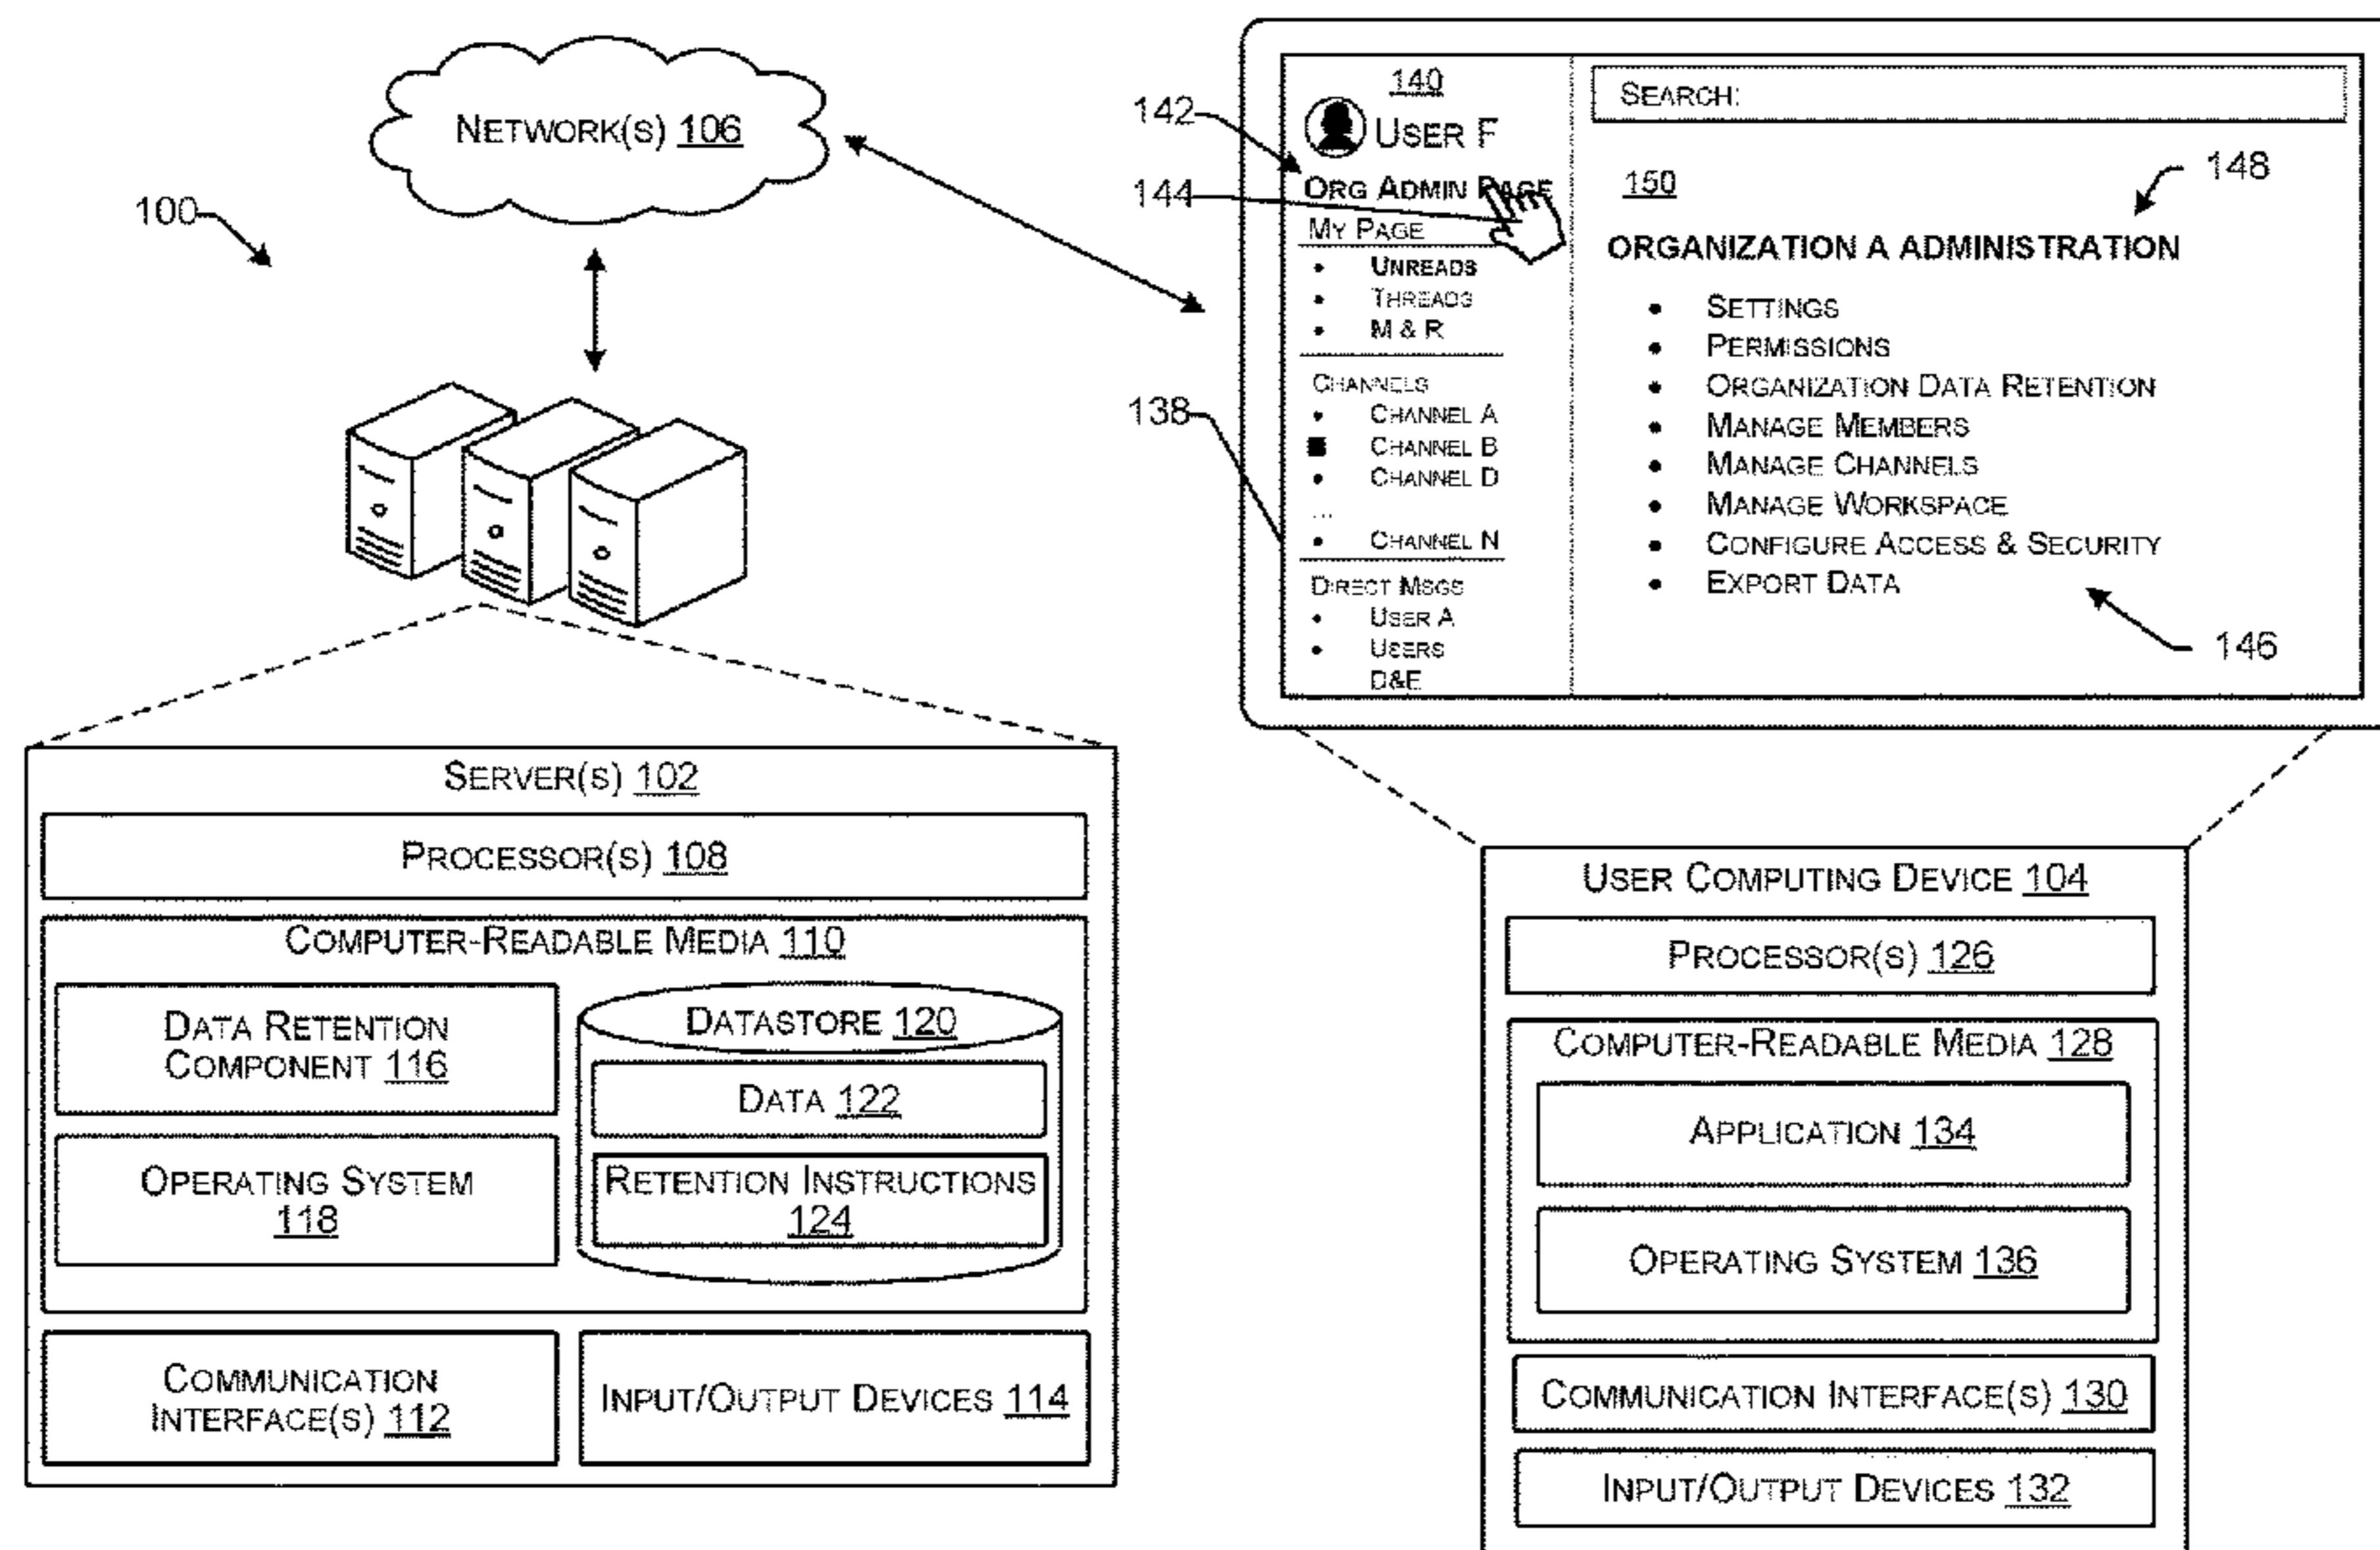 NETWORK(S) 106
100
142
144
138
140
USER F
ORG ADMIN PAGE
MY PAGE
• UNREADS
• THREADS
• M & R
CHANNELS
• CHANNEL A
■ CHANNEL B
• CHANNEL D
...
• CHANNEL N
DIRECT MSGS
• USER A
• USERS
D&E
SEARCH:
150
148
ORGANIZATION A ADMINISTRATION
• SETTINGS
• PERMISSIONS
• ORGANIZATION DATA RETENTION
• MANAGE MEMBERS
• MANAGE CHANNELS
• MANAGE WORKSPACE
• CONFIGURE ACCESS & SECURITY
• EXPORT DATA
146
SERVER(S) 102
PROCESSOR(S) 108
COMPUTER-READABLE MEDIA 110
DATA RETENTION
COMPONENT 116
OPERATING SYSTEM
118
DATASTORE 120
DATA 122
RETENTION INSTRUCTIONS
124
COMMUNICATION
INTERFACE(S) 112
INPUT/OUTPUT DEVICES 114
USER COMPUTING DEVICE 104
PROCESSOR(S) 126
COMPUTER-READABLE MEDIA 128
APPLICATION 134
OPERATING SYSTEM 136
COMMUNICATION INTERFACE(S) 130
INPUT/OUTPUT DEVICES 132